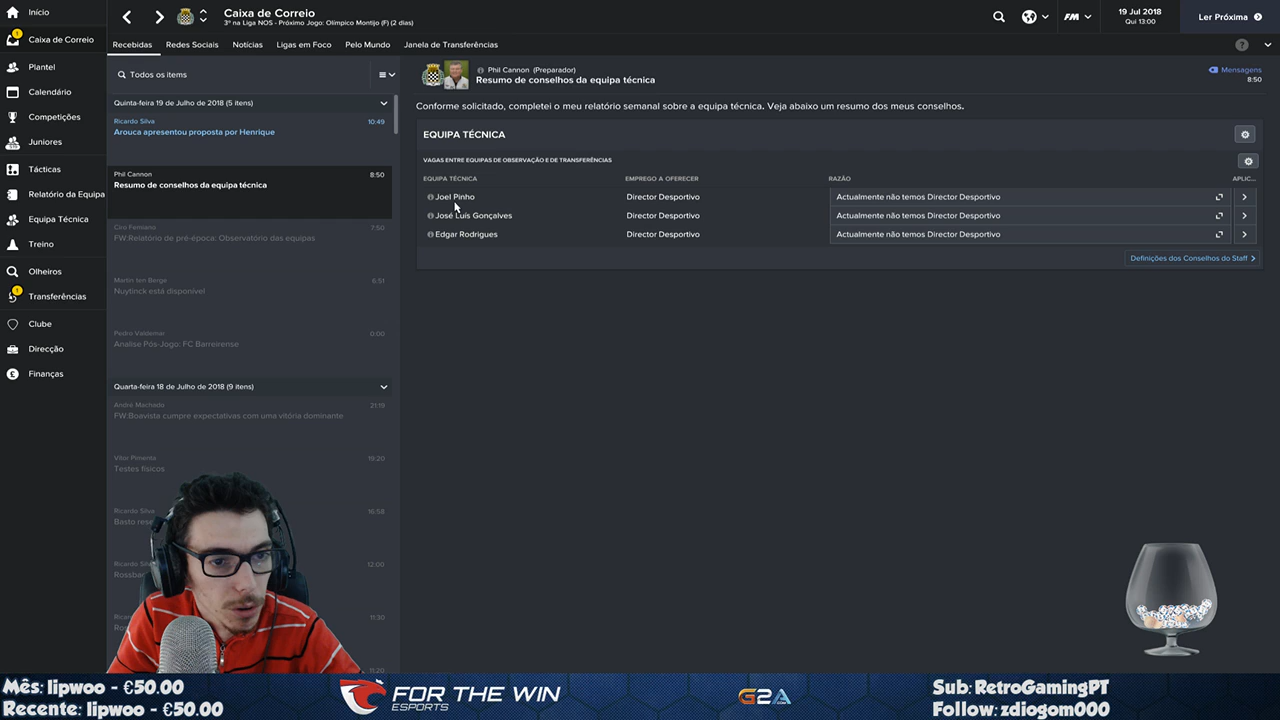 Início
Caixa de Correio
Plantel
Calendário
Competições
Juniores
Tácticas
Relatório da Equipa
Equipa Técnica
Treino
Olheiros
Transferências
Clube
Direcção
Finanças
Caixa de Correio
3º na Liga NOS - Próximo Jogo: Olímpico Montijo (F) (2 dias)
FM
19 Jul 2018
Qui 13:00
Ler Próxima
Recebidas
Redes Sociais
Notícias
Ligas em Foco
Pelo Mundo
Janela de Transferências
Todos os items
Quinta-feira 19 de Julho de 2018 (5 itens)
Ricardo Silva 10:49
Arouca apresentou proposta por Henrique
Phil Cannon 8:50
Resumo de conselhos da equipa técnica
Ciro Femiano 7:50
FW:Relatório de pré-época: Observatório das equipas
Martin ten Berge 6:51
Nuytinck está disponível
Pedro Valdemar 0:00
Analise Pós-Jogo: FC Barreirense
Quarta-feira 18 de Julho de 2018 (9 itens)
André Machado 21:19
FW:Boavista cumpre expectativas com uma vitória dominante
Vítor Pimenta 19:20
Testes físicos
Ricardo Silva 16:58
Basto
Ricardo 12:00
11:30
11:20
Phil Cannon (Preparador)
Resumo de conselhos da equipa técnica
Mensagens
8:50
Conforme solicitado, completei o meu relatório semanal sobre a equipa técnica. Veja abaixo um resumo dos meus conselhos.
EQUIPA TÉCNICA
VAGAS ENTRE EQUIPAS DE OBSERVAÇÃO E DE TRANSFERÊNCIAS
EQUIPA TÉCNICA EMPREGO A OFERECER RAZÃO APLIC...
Joel Pinho Director Desportivo Actualmente não temos Director Desportivo
José Luís Gonçalves Director Desportivo Actualmente não temos Director Desportivo
Edgar Rodrigues Director Desportivo Actualmente não temos Director Desportivo
Definições dos Conselhos do Staff
Mês: lipwoo - €50.00
Recente: lipwoo - €50.00
FOR THE WIN
ESPORTS
G2A.COM
Sub: RetroGamingPT
Follow: zdiogom000